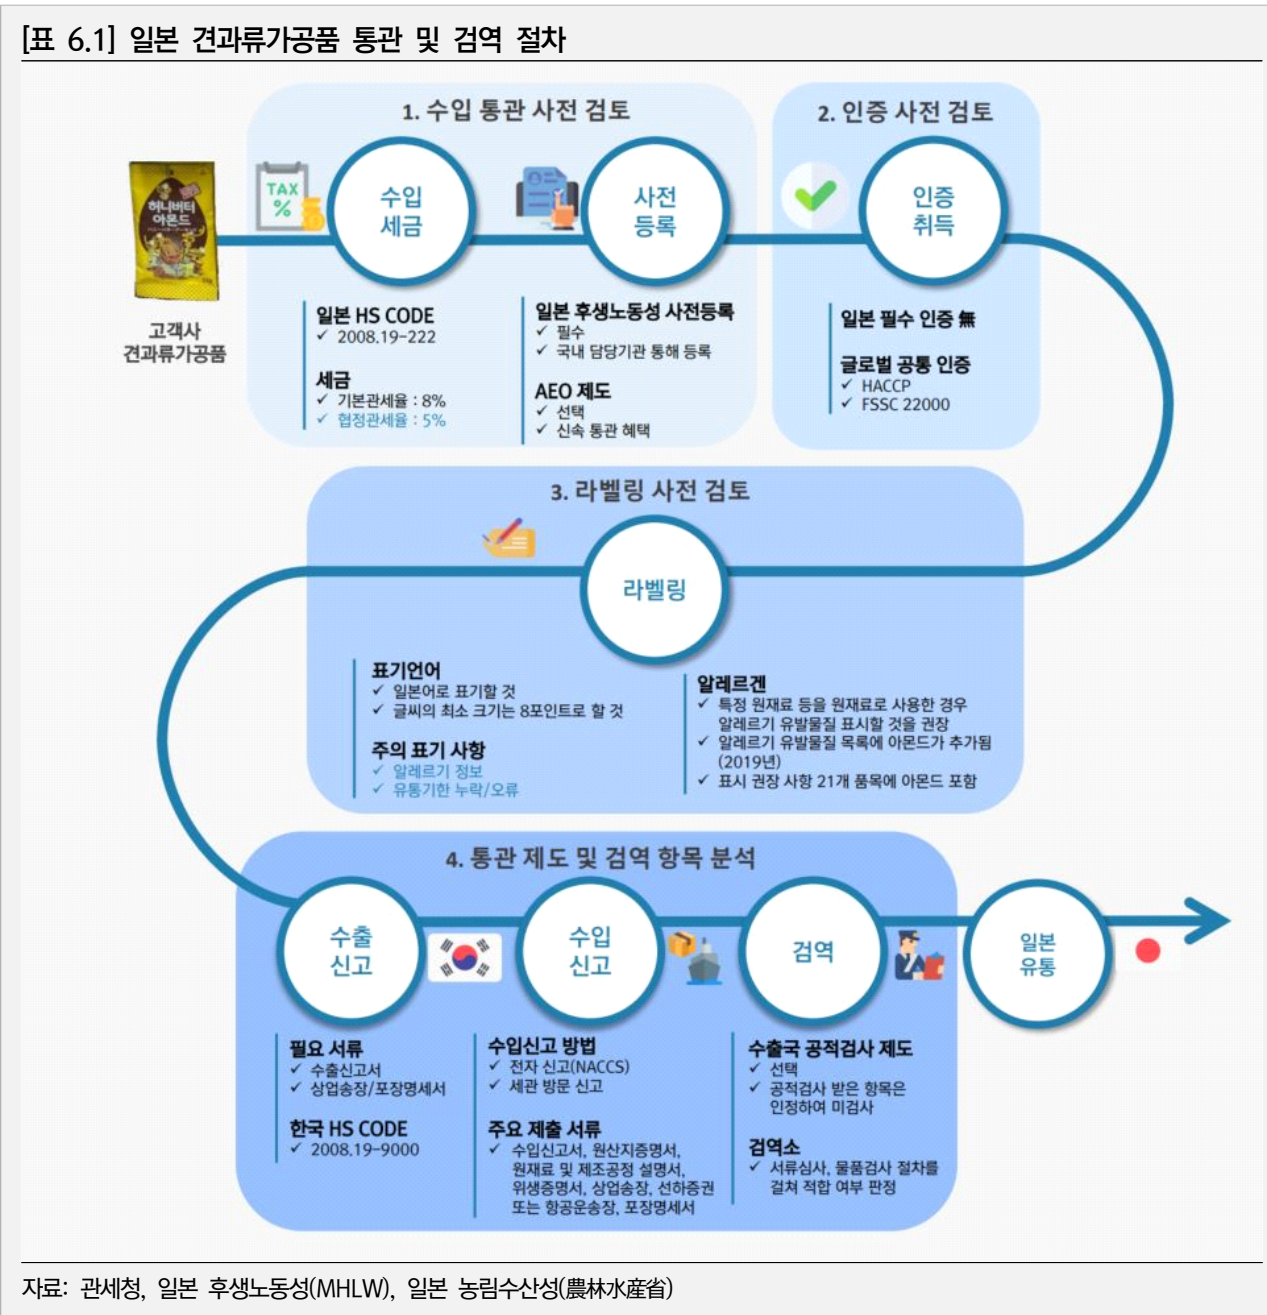 [표 6.1] 일본 견과류가공품 통관 및 검역 절차
1. 수입 통관 사전 검토
2. 인증 사전 검토
TAX
%
수입
세금
사전
등록
인증
취득
허니버터
아몬드
고객사
견과류가공품
일본 HS CODE
✓ 2008.19-222
세금
✓ 기본관세율 : 8%
✓ 협정관세율 : 5%
일본 후생노동성 사전등록
✓ 필수
✓ 국내 담당기관 통해 등록
AEO 제도
✓ 선택
✓ 신속 통관 혜택
일본 필수 인증 無
글로벌 공통 인증
✓ HACCP
✓ FSSC 22000
3. 라벨링 사전 검토
라벨링
표기언어
✓ 일본어로 표기할 것
✓ 글씨의 최소 크기는 8포인트로 할 것
주의 표기 사항
✓ 알레르기 정보
✓ 유통기한 누락/오류
알레르겐
✓ 특정 원재료 등을 원재료로 사용한 경우
알레르기 유발물질 표시할 것을 권장
✓ 알레르기 유발물질 목록에 아몬드가 추가됨
(2019년)
✓ 표시 권장 사항 21개 품목에 아몬드 포함
4. 통관 제도 및 검역 항목 분석
수출
신고
수입
신고
검역
일본
유통
필요 서류
✓ 수출신고서
✓ 상업송장/포장명세서
한국 HS CODE
✓ 2008.19-9000
수입신고 방법
✓ 전자 신고(NACCS)
✓ 세관 방문 신고
주요 제출 서류
✓ 수입신고서, 원산지증명서,
원재료 및 제조공정 설명서,
위생증명서, 상업송장, 선하증권
또는 항공운송장, 포장명세서
수출국 공적검사 제도
✓ 선택
✓ 공적검사 받은 항목은
인정하여 미검사
검역소
✓ 서류심사, 물품검사 절차를
걸쳐 적합 여부 판정
자료: 관세청, 일본 후생노동성(MHLW), 일본 농림수산성(農林水産省)